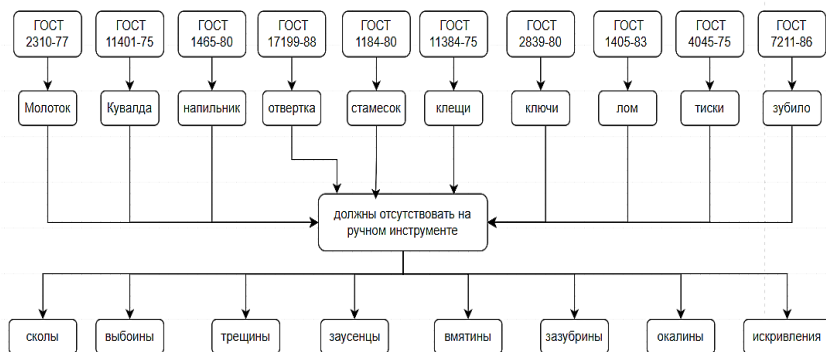 ГОСТ
2310-77
ГОСТ
11401-75
ГОСТ
1465-80
ГОСТ
17199-88
ГОСТ
1184-80
ГОСТ
11384-75
ГОСТ
2839-80
ГОСТ
1405-83
ГОСТ
4045-75
ГОСТ
7211-86
Молоток
Кувалда
напильник
отвертка
стамесок
клещи
ключи
лом
тиски
зубило
должны отсутствовать на
ручном инструменте
сколы
выбоины
трещины
заусенцы
вмятины
зазубрины
окалины
искривления